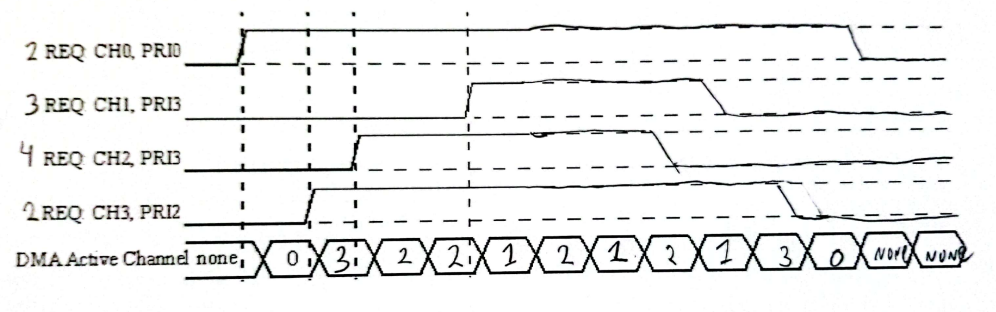 2 REQ CH0, PRI0
3 REQ CH1, PRI3
4 REQ CH2, PRI3
2 REQ CH3, PRI2
DMA Active Channel none 0 3 2 2 1 2 1 2 1 3 0 NONE NONE